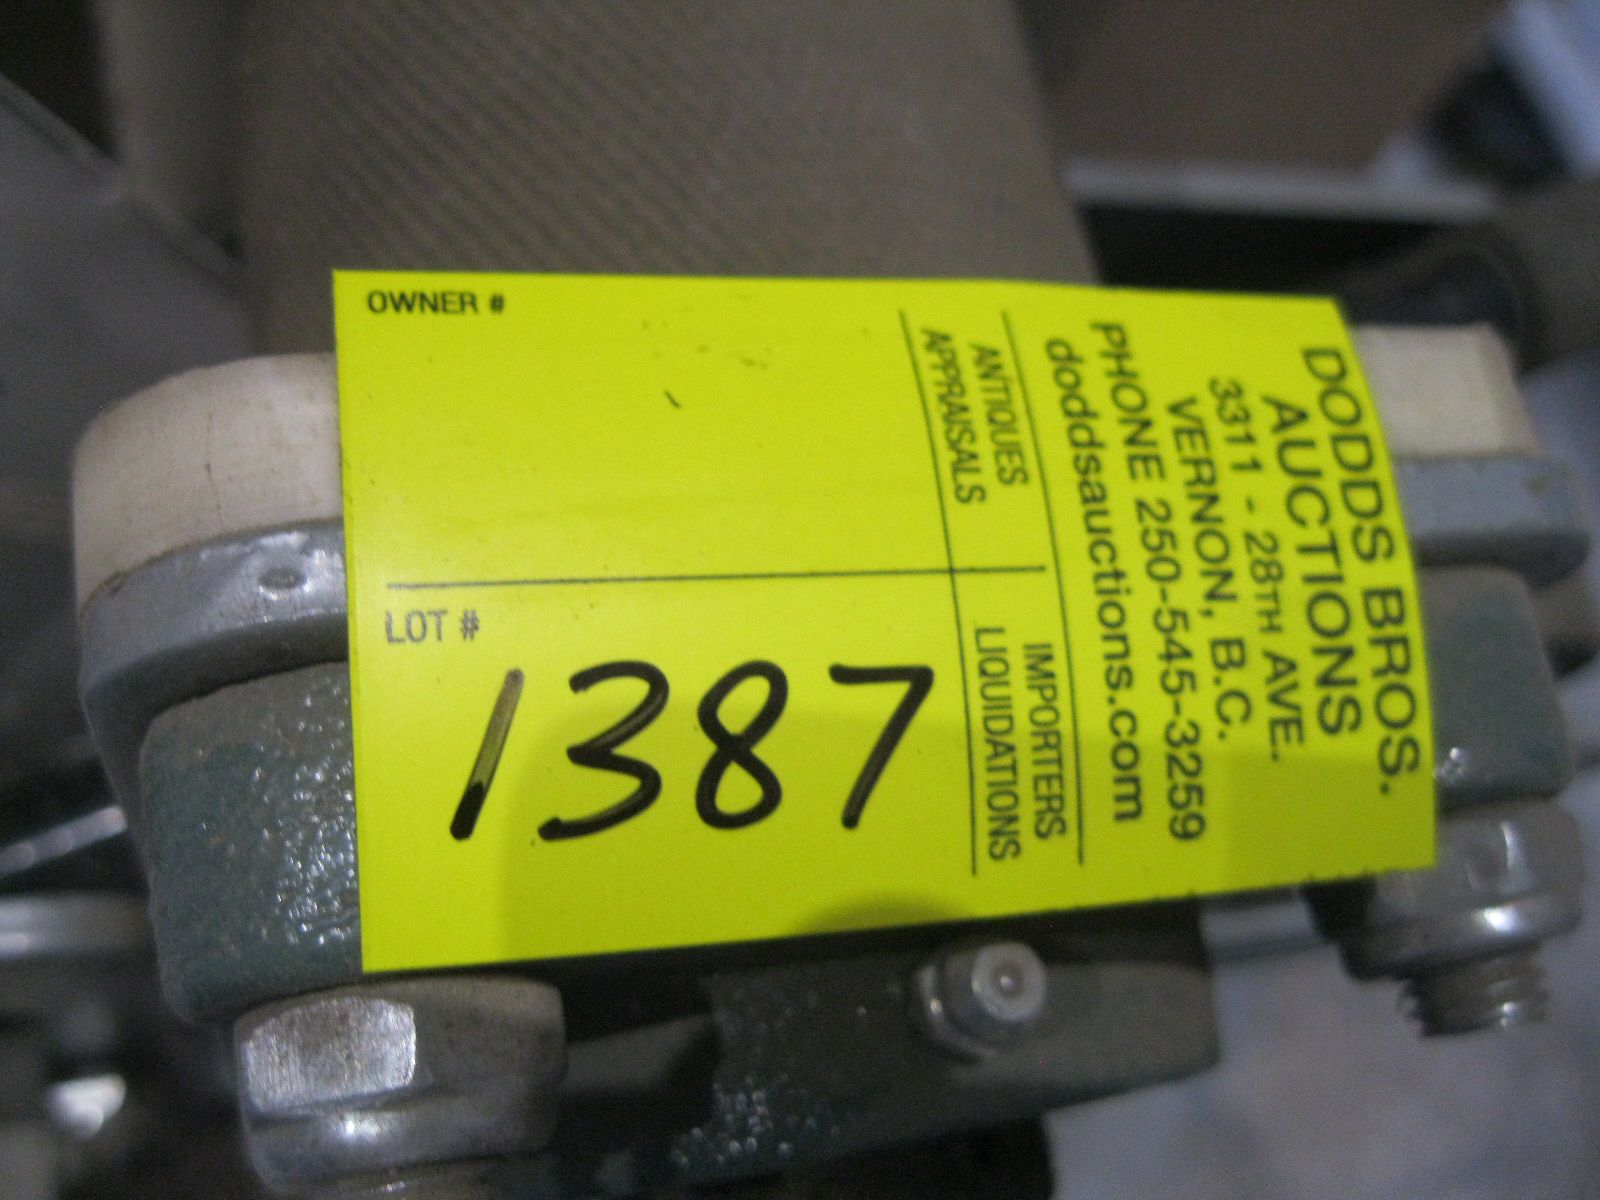 OWNER #
LOT #
1387
DODDS BROS.
AUCTIONS
3311 - 28TH AVE.
VERNON, B.C.
PHONE 250-545-3259
doddsauctions.com
ANTIQUES
APPRAISALS
IMPORTERS
LIQUIDATIONS